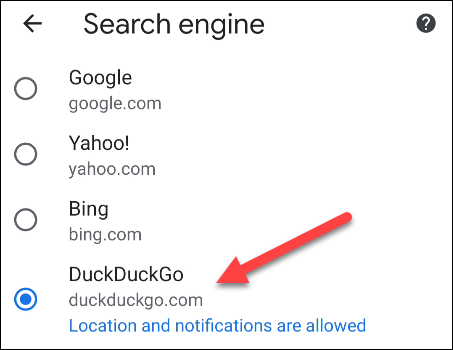 Search engine
Google
google.com
Yahoo!
yahoo.com
Bing
bing.com
DuckDuckGo
duckduckgo.com
Location and notifications are allowed